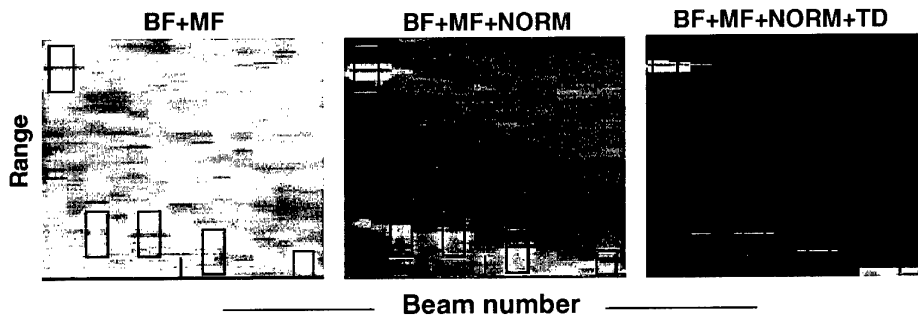 BF+MF
BF+MF+NORM
BF+MF+NORM+TD
Range
Beam number